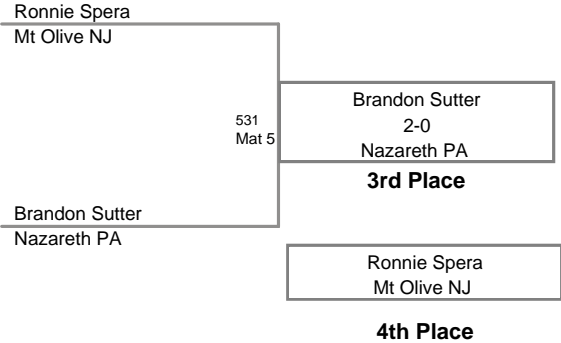 Ronnie Spera
Mt Olive NJ
531
Mat 5
Brandon Sutter
2-0
Nazareth PA
3rd Place
Brandon Sutter
Nazareth PA
Ronnie Spera
Mt Olive NJ
4th Place